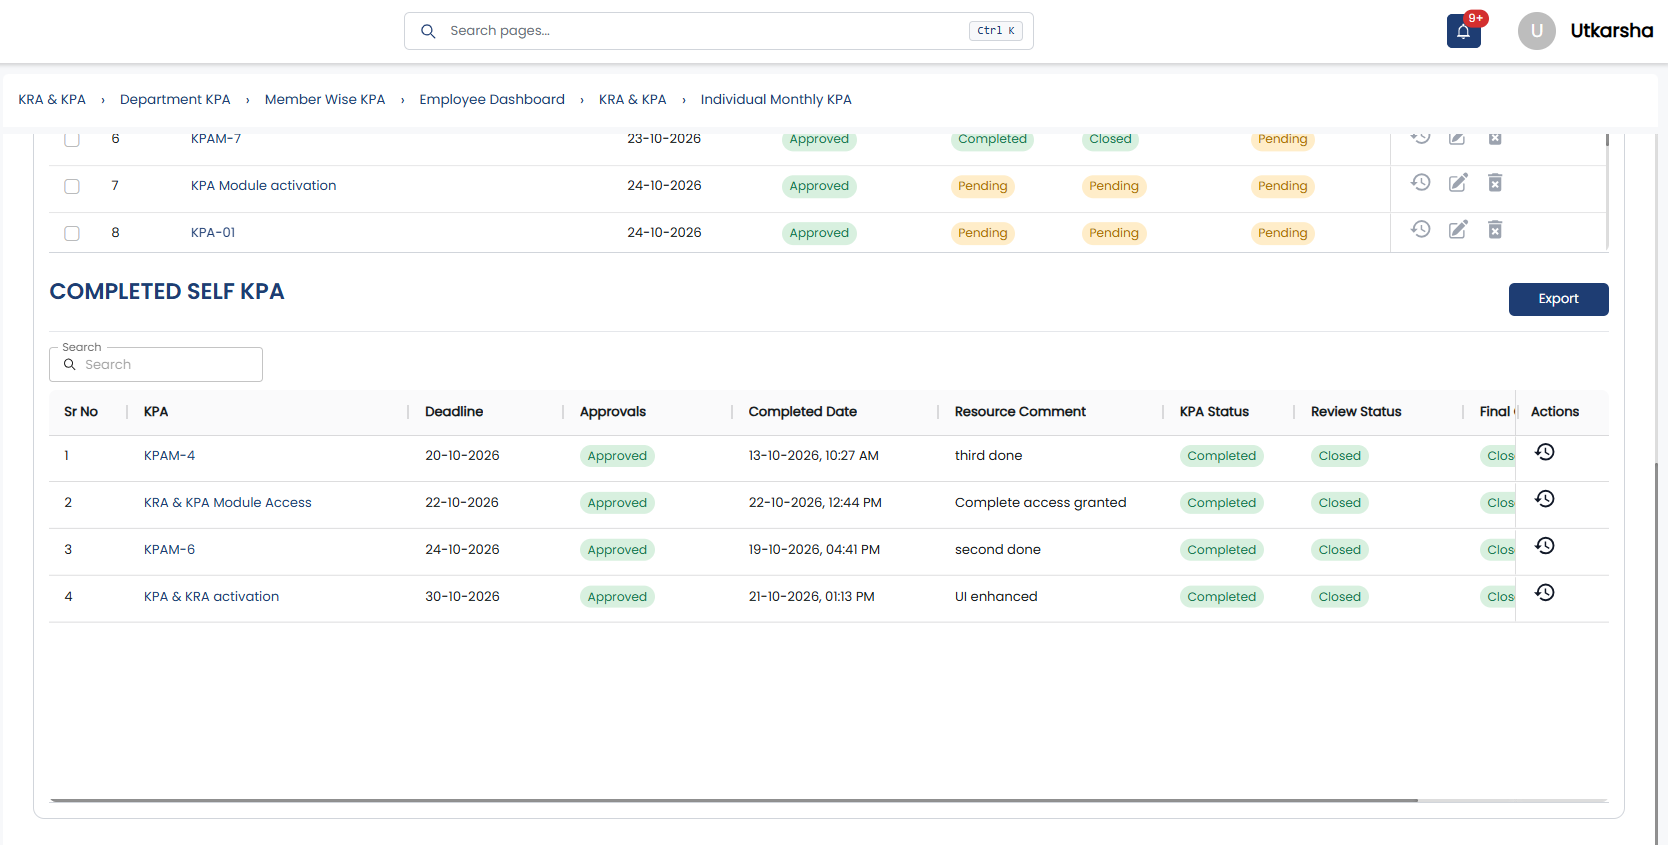 Search pages... Ctrl K 9+ U Utkarsha
KRA & KPA › Department KPA › Member Wise KPA › Employee Dashboard › KRA & KPA › Individual Monthly KPA
6 KPAM-7 23-10-2026 Approved Completed Closed Pending
7 KPA Module activation 24-10-2026 Approved Pending Pending Pending
8 KPA-01 24-10-2026 Approved Pending Pending Pending
COMPLETED SELF KPA
Export
Search
Search
Sr No KPA Deadline Approvals Completed Date Resource Comment KPA Status Review Status Final Actions
1 KPAM-4 20-10-2026 Approved 13-10-2026, 10:27 AM third done Completed Closed Clos
2 KRA & KPA Module Access 22-10-2026 Approved 22-10-2026, 12:44 PM Complete access granted Completed Closed Clos
3 KPAM-6 24-10-2026 Approved 19-10-2026, 04:41 PM second done Completed Closed Clos
4 KPA & KRA activation 30-10-2026 Approved 21-10-2026, 01:13 PM UI enhanced Completed Closed Clos